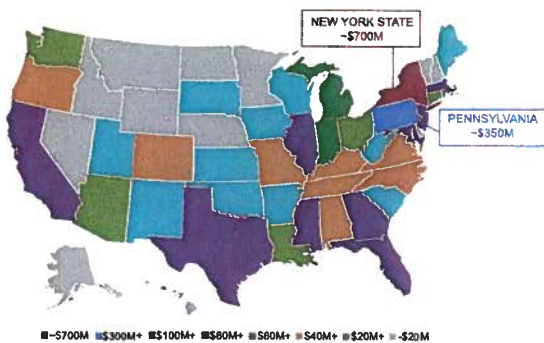 NEW YORK STATE
~$700M
PENNSYLVANIA
~$350M
~$700M $300M+ $100M+ $80M+ $60M+ $40M+ $20M+ -$20M